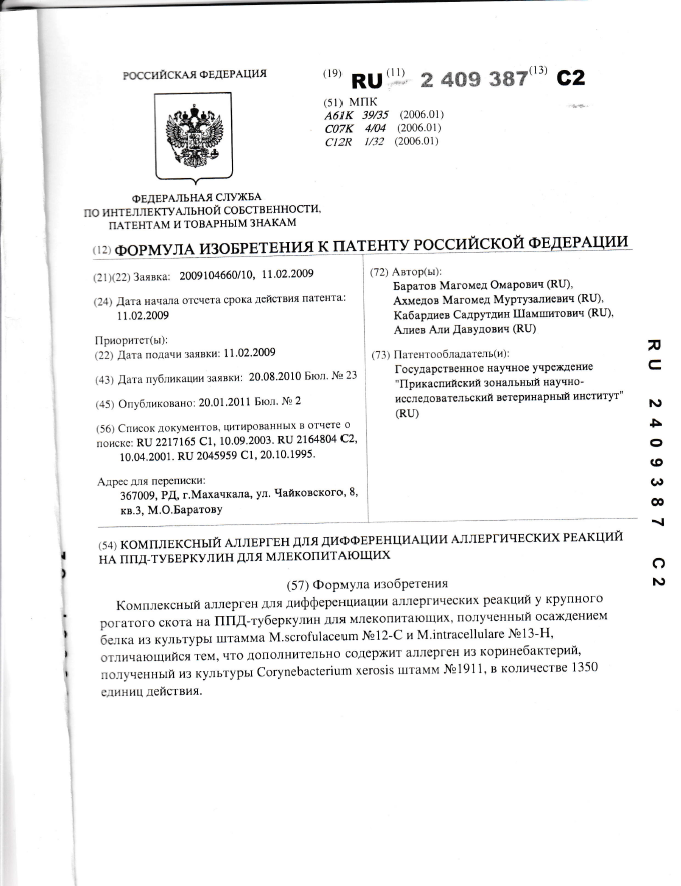 РОССИЙСКАЯ ФЕДЕРАЦИЯ
(19) RU (11) 2 409 387 (13) C2
(51) МПК
A61K 39/35 (2006.01)
C07K 4/04 (2006.01)
C12R 1/32 (2006.01)
ФЕДЕРАЛЬНАЯ СЛУЖБА
ПО ИНТЕЛЛЕКТУАЛЬНОЙ СОБСТВЕННОСТИ,
ПАТЕНТАМ И ТОВАРНЫМ ЗНАКАМ
(12) ФОРМУЛА ИЗОБРЕТЕНИЯ К ПАТЕНТУ РОССИЙСКОЙ ФЕДЕРАЦИИ
(21)(22) Заявка: 2009104660/10, 11.02.2009
(24) Дата начала отсчета срока действия патента:
11.02.2009
Приоритет(ы):
(22) Дата подачи заявки: 11.02.2009
(43) Дата публикации заявки: 20.08.2010 Бюл. № 23
(45) Опубликовано: 20.01.2011 Бюл. № 2
(56) Список документов, цитированных в отчете о
поиске: RU 2217165 C1, 10.09.2003. RU 2164804 C2,
10.04.2001. RU 2045959 C1, 20.10.1995.
Адрес для переписки:
367009, РД, г.Махачкала, ул. Чайковского, 8,
кв.3, М.О.Баратову
(72) Автор(ы):
Баратов Магомед Омарович (RU),
Ахмедов Магомед Муртузалиевич (RU),
Кабардиев Садрутдин Шамшитович (RU),
Алиев Али Давудович (RU)
(73) Патентообладатель(и):
Государственное научное учреждение
"Прикаспийский зональный научно-
исследовательский ветеринарный институт"
(RU)
(54) КОМПЛЕКСНЫЙ АЛЛЕРГЕН ДЛЯ ДИФФЕРЕНЦИАЦИИ АЛЛЕРГИЧЕСКИХ РЕАКЦИЙ
НА ППД-ТУБЕРКУЛИН ДЛЯ МЛЕКОПИТАЮЩИХ
(57) Формула изобретения
Комплексный аллерген для дифференциации аллергических реакций у крупного
рогатого скота на ППД-туберкулин для млекопитающих, полученный осаждением
белка из культуры штамма M.scrofulaceum №12-С и M.intracellulare №13-Н,
отличающийся тем, что дополнительно содержит аллерген из коринебактерий,
полученный из культуры Corynebacterium xerosis штамм №1911, в количестве 1350
единиц действия.
RU 2409387 C2